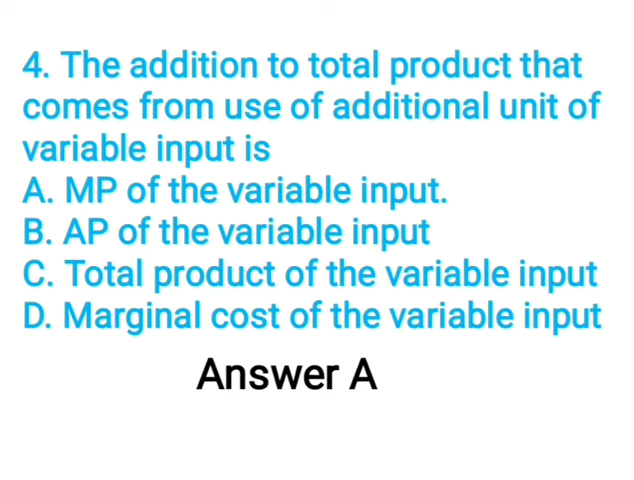 4. The addition to total product that
comes from use of additional unit of
variable input is
A. MP of the variable input.
B. AP of the variable input
C. Total product of the variable input
D. Marginal cost of the variable input
Answer A